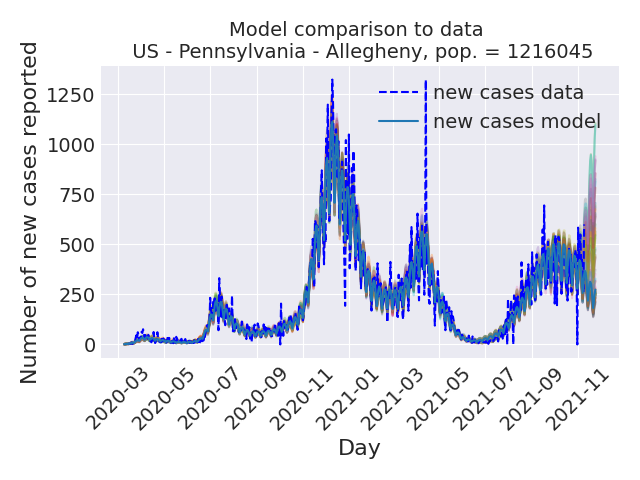 Model comparison to data
US - Pennsylvania - Allegheny, pop. = 1216045
Number of new cases reported
1250
1000
750
500
250
0
new cases data
new cases model
2020-03
2020-05
2020-07
2020-09
2020-11
2021-01
2021-03
2021-05
2021-07
2021-09
2021-11
Day